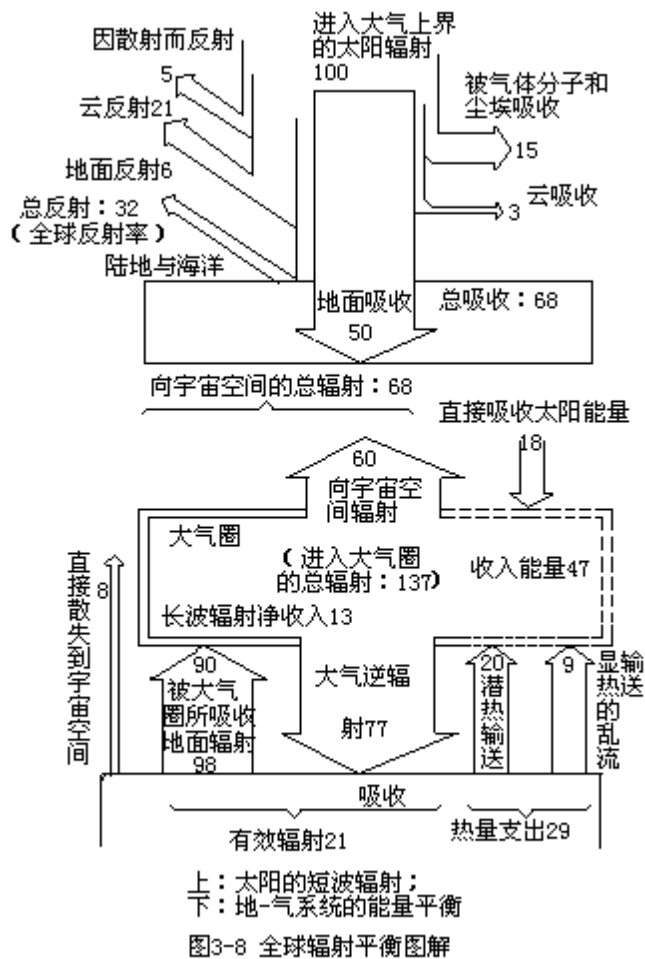 因散射而反射
5
云反射21
地面反射6
总反射：32
（全球反射率）
陆地与海洋
进入大气上界
的太阳辐射
100
被气体分子和
尘埃吸收
15
云吸收
3
地面吸收
50
总吸收：68
向宇宙空间的总辐射：68
直接吸收太阳能量
18
60
向宇宙空
间辐射
大气圈
（进入大气圈
的总辐射：137）
收入能量47
长波辐射净收入13
直接散失到宇宙空间
8
90
被大气
圈所吸收
地面辐射
98
大气逆辐
射77
20
潜热输送
9
显输
热送
的乱流
吸收
有效辐射21
热量支出29
上：太阳的短波辐射；
下：地-气系统的能量平衡
图3-8 全球辐射平衡图解